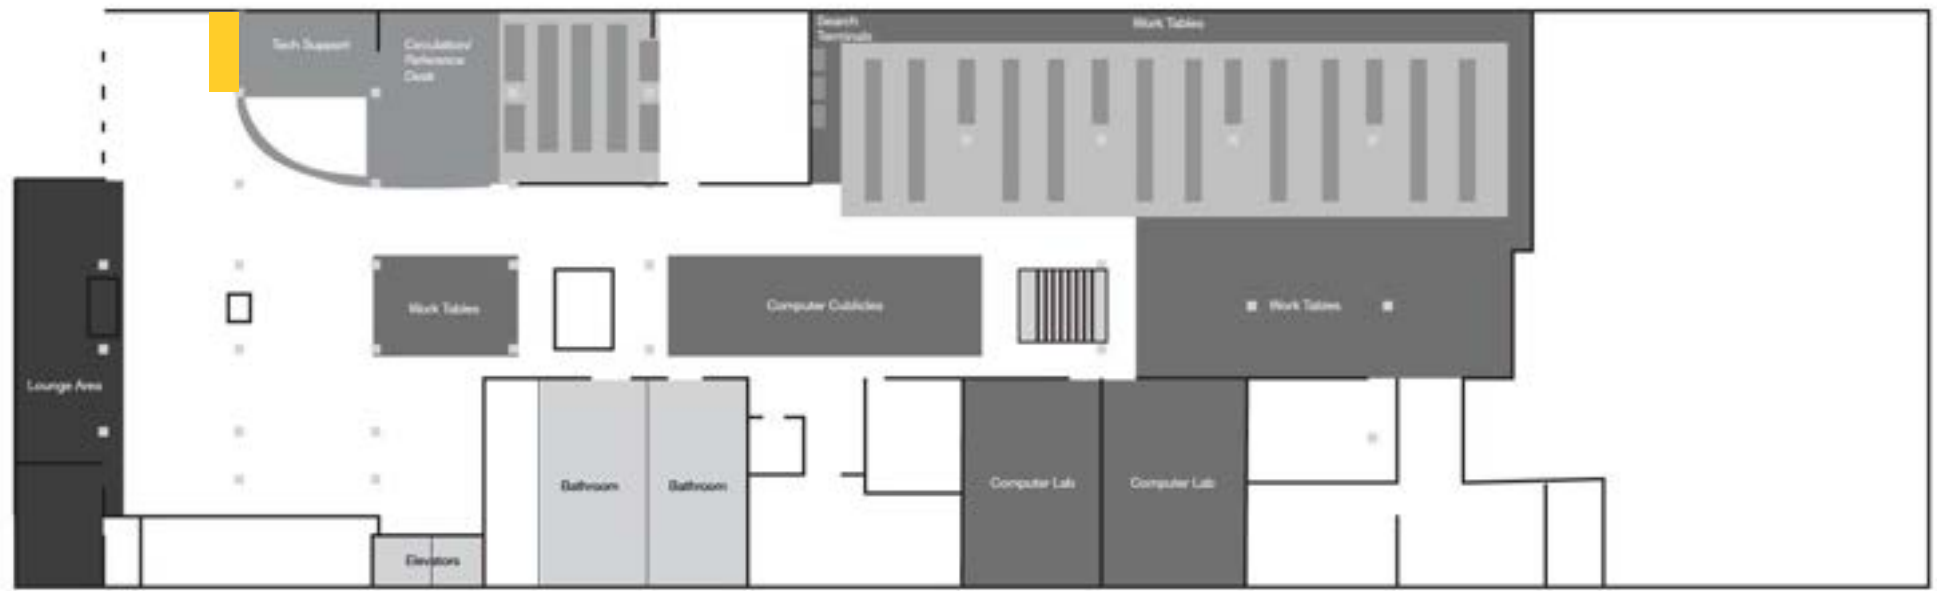 Tech Support
Circulation/
Reference
Desk
Search
Terminals
Work Tables
Work Tables
Computer Cubicles
Work Tables
Lounge Area
Bathroom
Bathroom
Computer Lab
Computer Lab
Elevators